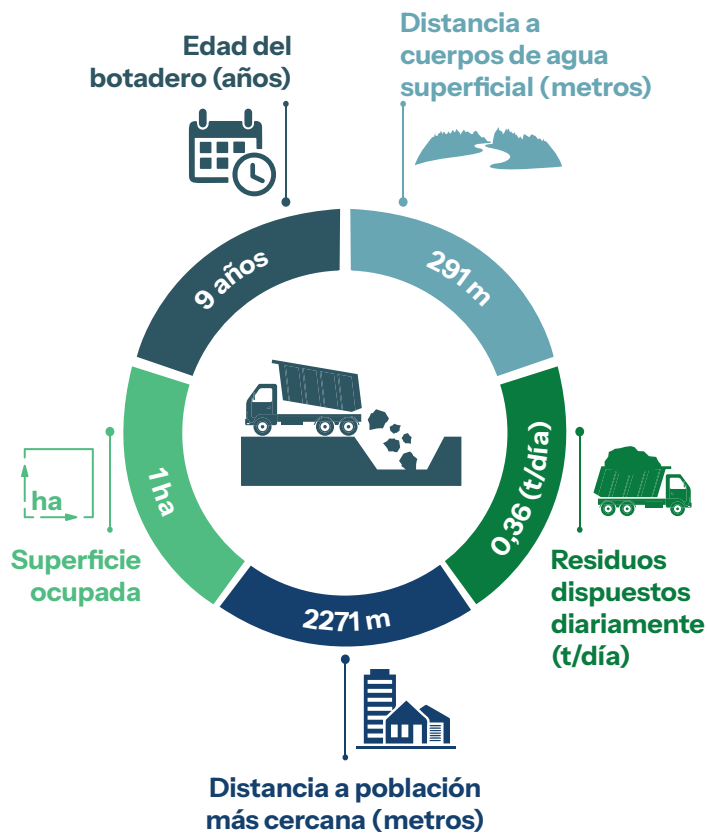 Edad del
botadero (años)
Distancia a
cuerpos de agua
superficial (metros)
9 años
291 m
1 ha
0,36 (t/día)
ha
Superficie
ocupada
Residuos
dispuestos
diariamente
(t/día)
2271 m
Distancia a población
más cercana (metros)